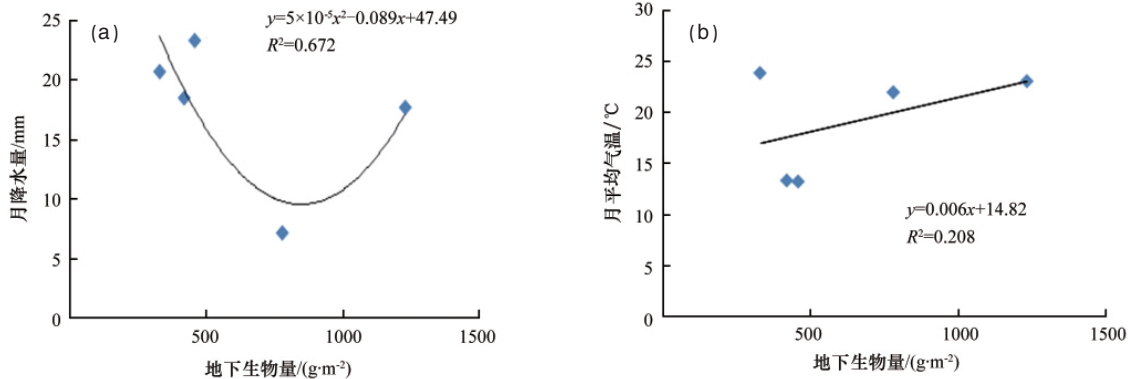 (a)
y=5×10⁻⁵x²−0.089x+47.49
R²=0.672
25
20
15
10
5
0
500
1000
1500
月降水量/mm
地下生物量/(g·m⁻²)
(b)
30
25
20
15
10
5
0
500
1000
1500
月平均气温/℃
y=0.006x+14.82
R²=0.208
地下生物量/(g·m⁻²)